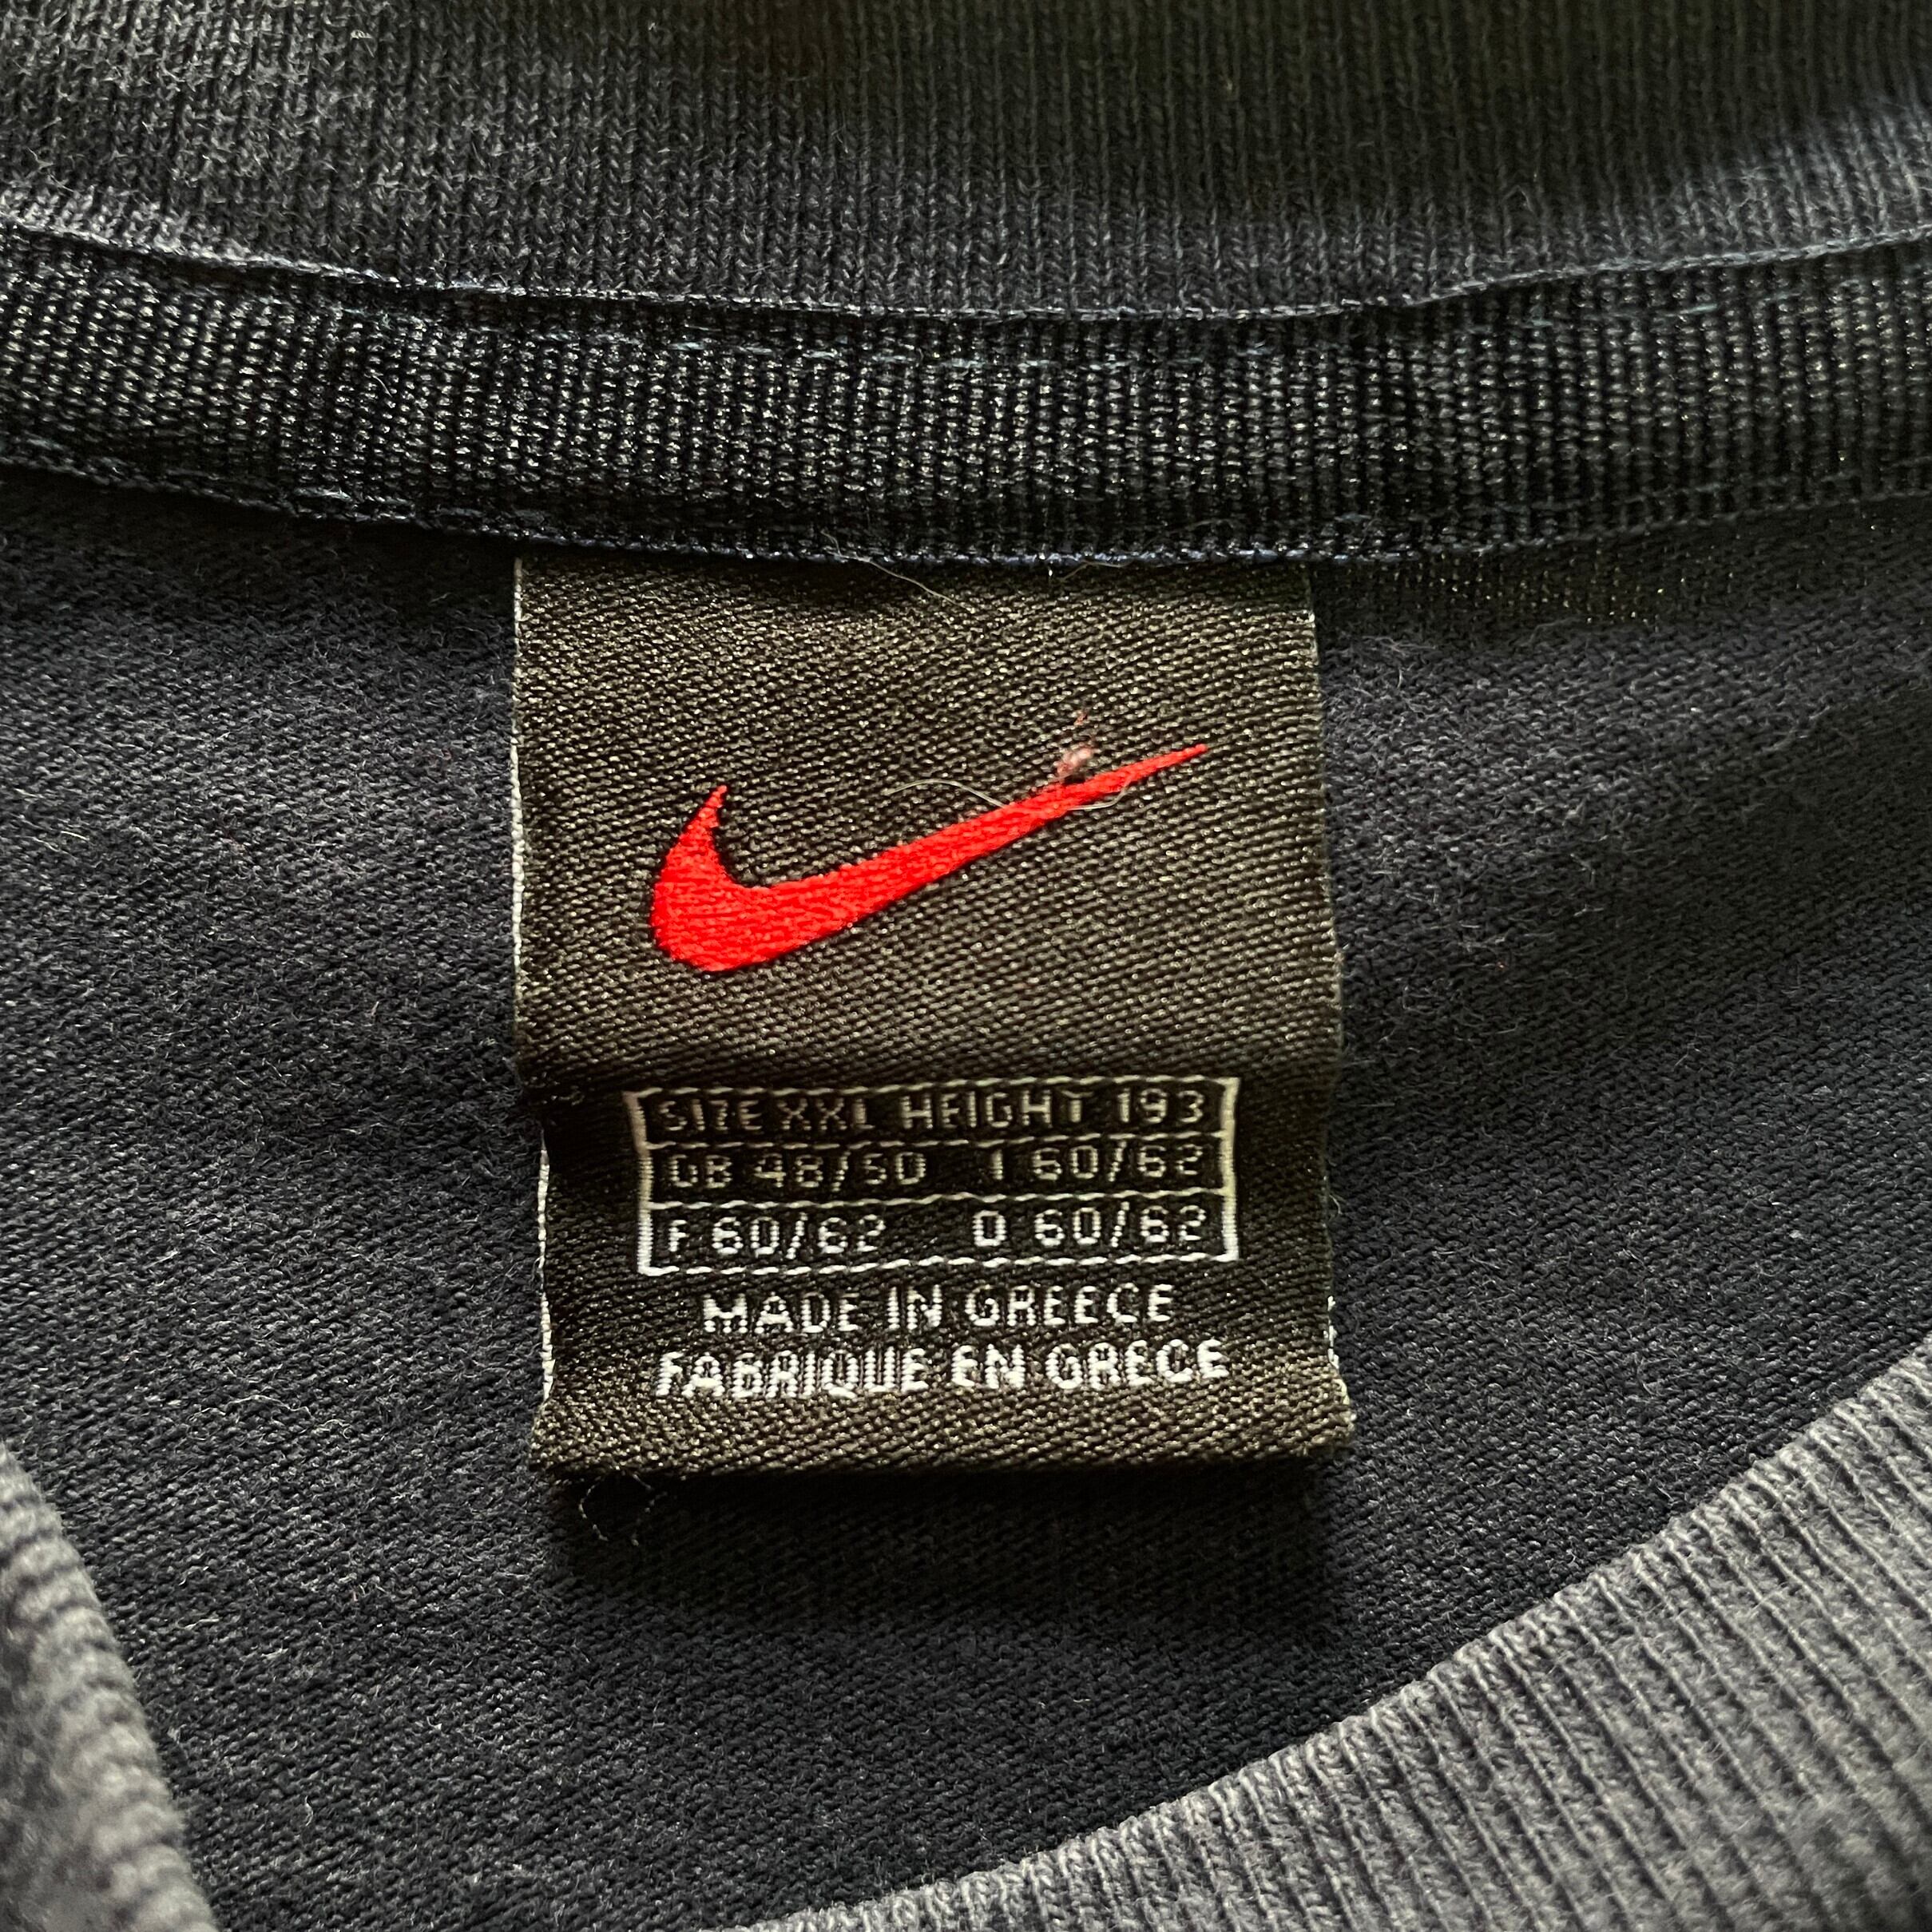 SIZE XXL HEIGHT 193
GB 48/50 I 60/62
F 60/62 D 60/62
MADE IN GREECE
FABRIQUE EN GRECE